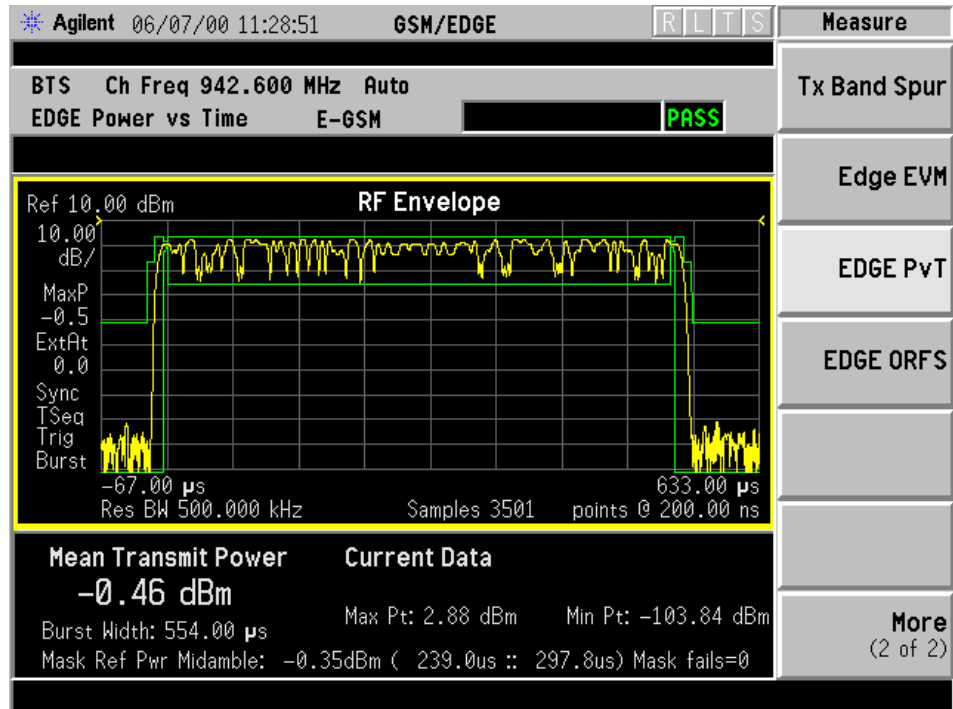 Agilent 06/07/00 11:28:51 GSM/EDGE R L T S Measure
BTS Ch Freq 942.600 MHz Auto
EDGE Power vs Time E-GSM PASS
Tx Band Spur
Edge EVM
EDGE PvT
EDGE ORFS
More
(2 of 2)
Ref 10.00 dBm RF Envelope
10.00
dB/
MaxP
-0.5
ExtAt
0.0
Sync
TSeq
Trig
Burst
-67.00 µs 633.00 µs
Res BW 500.000 kHz Samples 3501 points @ 200.00 ns
Mean Transmit Power Current Data
-0.46 dBm
Max Pt: 2.88 dBm Min Pt: -103.84 dBm
Burst Width: 554.00 µs
Mask Ref Pwr Midamble: -0.35dBm ( 239.0us :: 297.8us) Mask fails=0